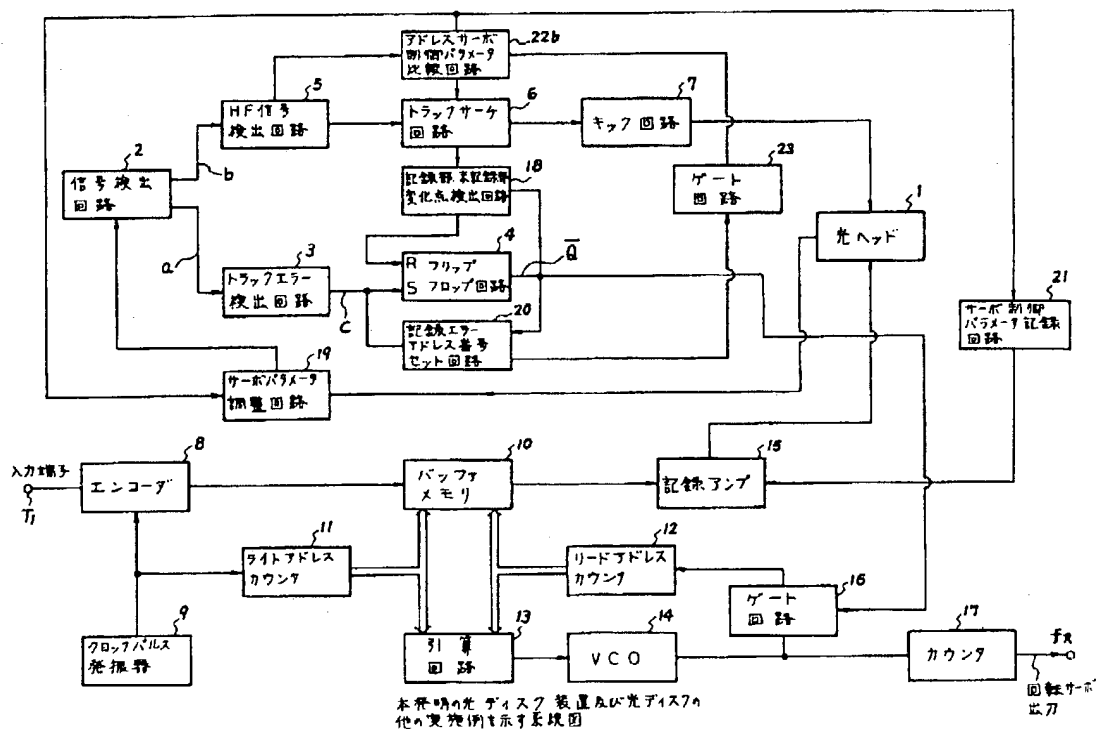 22b
アドレスサーボ
制御パラメータ
比較回路
5
HF信号
検出回路
6
トラックサーチ
回路
7
キック回路
2
信号検出
回路
b
a
18
記録部未記録部
変化点検出回路
23
ゲート
回路
1
光ヘッド
3
トラックエラー
検出回路
C
4
R フリップ
S フロップ回路
Q̅
20
記録エラー
アドレス番号
セット回路
21
サーボ制御
パラメータ記録
回路
19
サーボパラメータ
調整回路
入力端子
T1
8
エンコーダ
10
バッファ
メモリ
15
記録アンプ
11
ライトアドレス
カウンタ
12
リードアドレス
カウンタ
16
ゲート
回路
9
クロックパルス
発振器
13
引算
回路
14
VCO
17
カウンタ
fR
回転サーボ
出力
本発明の光ディスク装置及び光ディスクの
他の実施例を示す系統図